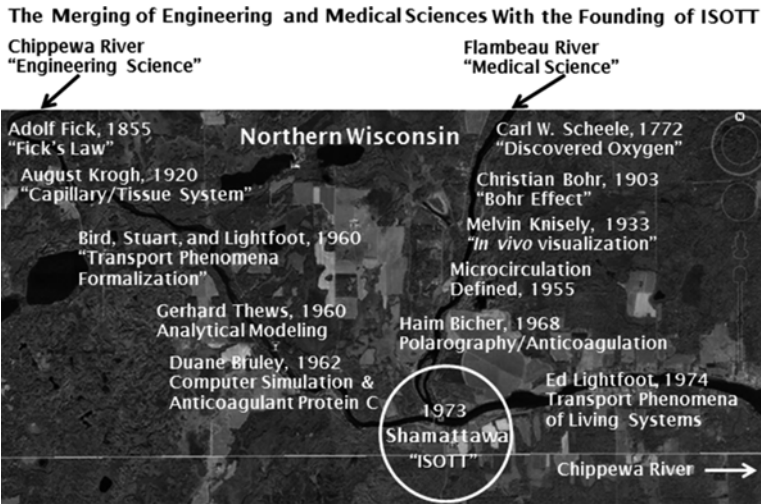 The Merging of Engineering and Medical Sciences With the Founding of ISOTT
Chippewa River
“Engineering Science”
Flambeau River
“Medical Science”
Northern Wisconsin
Adolf Fick, 1855
“Fick's Law”
August Krogh, 1920
“Capillary/Tissue System”
Bird, Stuart, and Lightfoot, 1960
“Transport Phenomena
Formalization”
Gerhard Thews, 1960
Analytical Modeling
Duane Bruley, 1962
Computer Simulation &
Anticoagulant Protein C
Carl W. Scheele, 1772
“Discovered Oxygen”
Christian Bohr, 1903
“Bohr Effect”
Melvin Knisely, 1933
“In vivo visualization”
Microcirculation
Defined, 1955
Haim Bicher, 1968
Polarography/Anticoagulation
1973
Shamattawa
“ISOTT”
Ed Lightfoot, 1974
Transport Phenomena
of Living Systems
Chippewa River